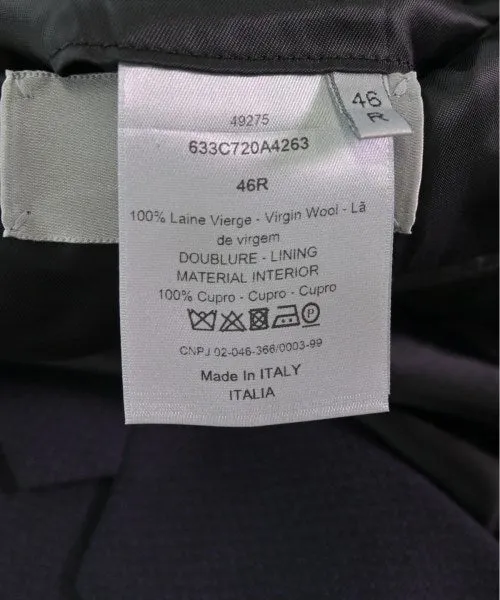 49275
633C720A4263
46R
46
R
100% Laine Vierge - Virgin Wool - Lã
de virgem
DOUBLURE - LINING
MATERIAL INTERIOR
100% Cupro - Cupro - Cupro
P
CNPJ 02-046-366/0003-99
Made In ITALY
ITALIA